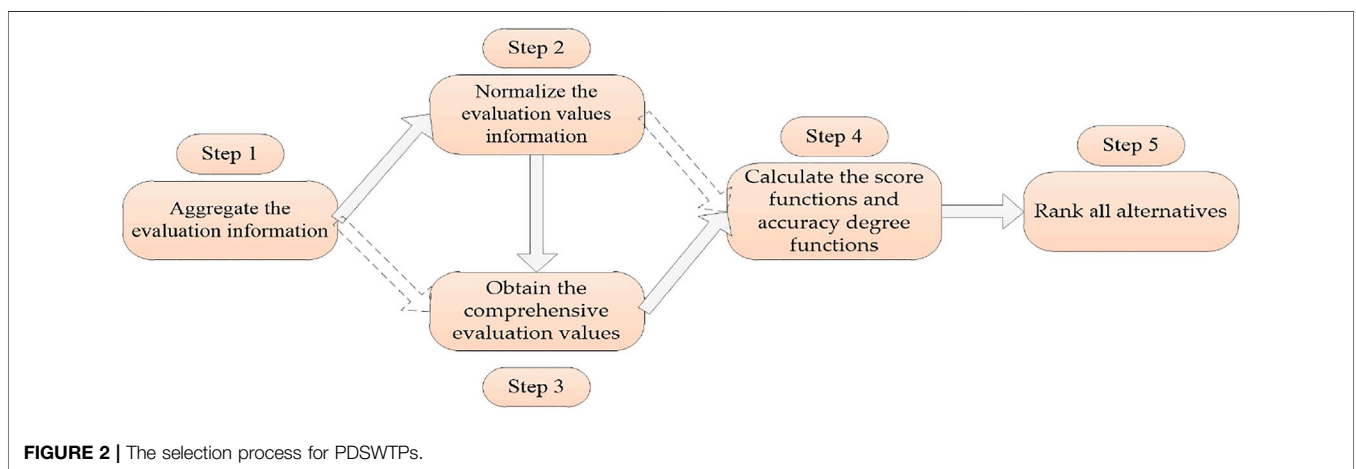 Step 1
Aggregate the
evaluation information
Step 2
Normalize the
evaluation values
information
Obtain the
comprehensive
evaluation values
Step 3
Step 4
Calculate the score
functions and
accuracy degree
functions
Step 5
Rank all alternatives
FIGURE 2 | The selection process for PDSWTPs.